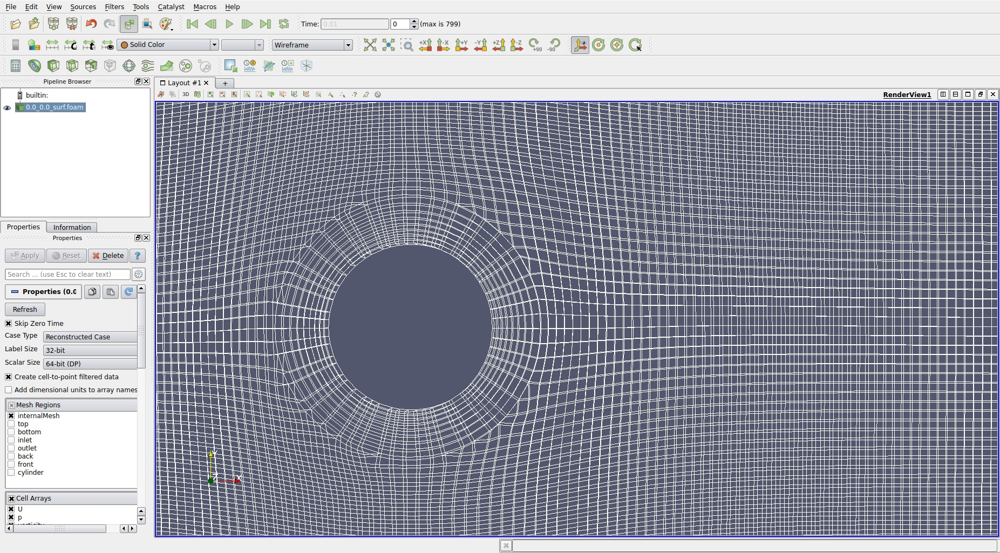 File Edit View Sources Filters Tools Catalyst Macros Help
Time: 0.01 0 (max is 799)
Solid Color Wireframe +X -X +Y -Y +Z -Z +90 -90
Pipeline Browser
builtin:
0.0_0.0_surf.foam
Layout #1 +
3D RenderView1
Properties Information
Properties
Apply Reset Delete ?
Search ... (use Esc to clear text)
Properties (0.0
Refresh
Skip Zero Time
Case Type Reconstructed Case
Label Size 32-bit
Scalar Size 64-bit (DP)
Create cell-to-point filtered data
Add dimensional units to array names
Mesh Regions
internalMesh
top
bottom
inlet
outlet
back
front
cylinder
Cell Arrays
U
p
vorticity
Y
Z X